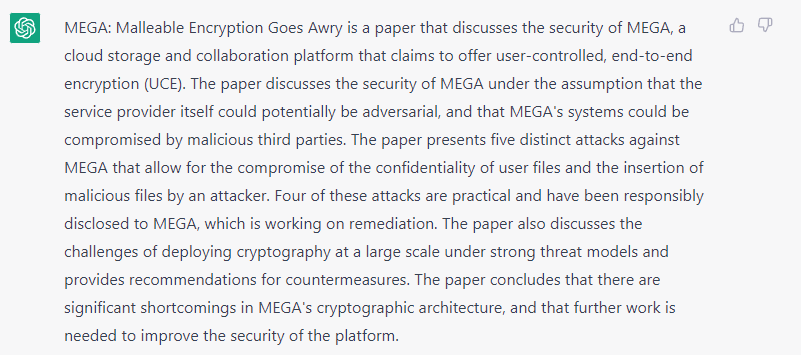 MEGA: Malleable Encryption Goes Awry is a paper that discusses the security of MEGA, a
cloud storage and collaboration platform that claims to offer user-controlled, end-to-end
encryption (UCE). The paper discusses the security of MEGA under the assumption that the
service provider itself could potentially be adversarial, and that MEGA's systems could be
compromised by malicious third parties. The paper presents five distinct attacks against
MEGA that allow for the compromise of the confidentiality of user files and the insertion of
malicious files by an attacker. Four of these attacks are practical and have been responsibly
disclosed to MEGA, which is working on remediation. The paper also discusses the
challenges of deploying cryptography at a large scale under strong threat models and
provides recommendations for countermeasures. The paper concludes that there are
significant shortcomings in MEGA's cryptographic architecture, and that further work is
needed to improve the security of the platform.